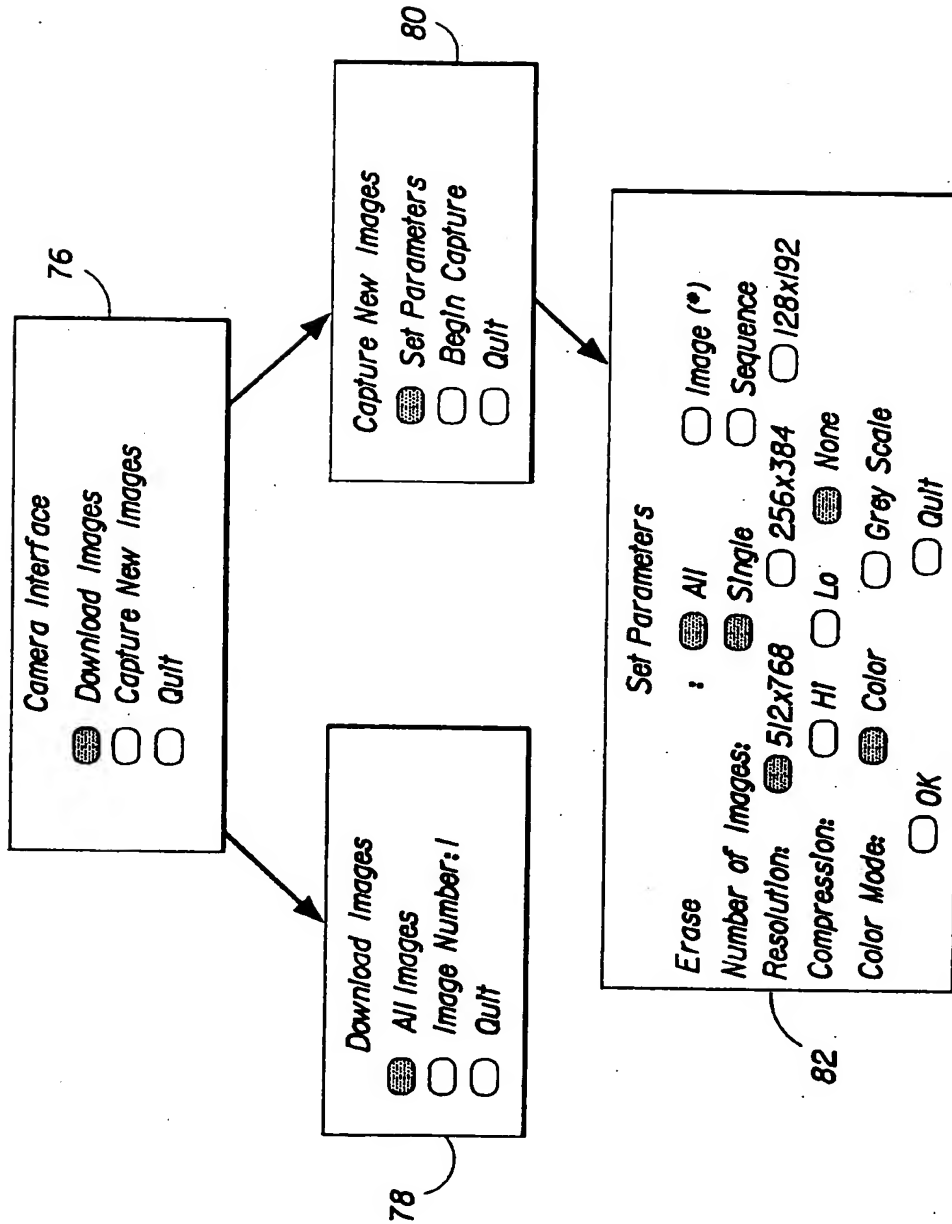 Camera Interface
Download Images
Capture New Images
Quit
76
Download Images
All Images
Image Number:1
Quit
78
Capture New Images
Set Parameters
Begin Capture
Quit
80
Set Parameters
Erase : All Image (*)
Number of Images: Single Sequence
Resolution: 512x768 256x384 128x192
Compression: Hi Lo None
Color Mode: Color Grey Scale
OK Quit
82